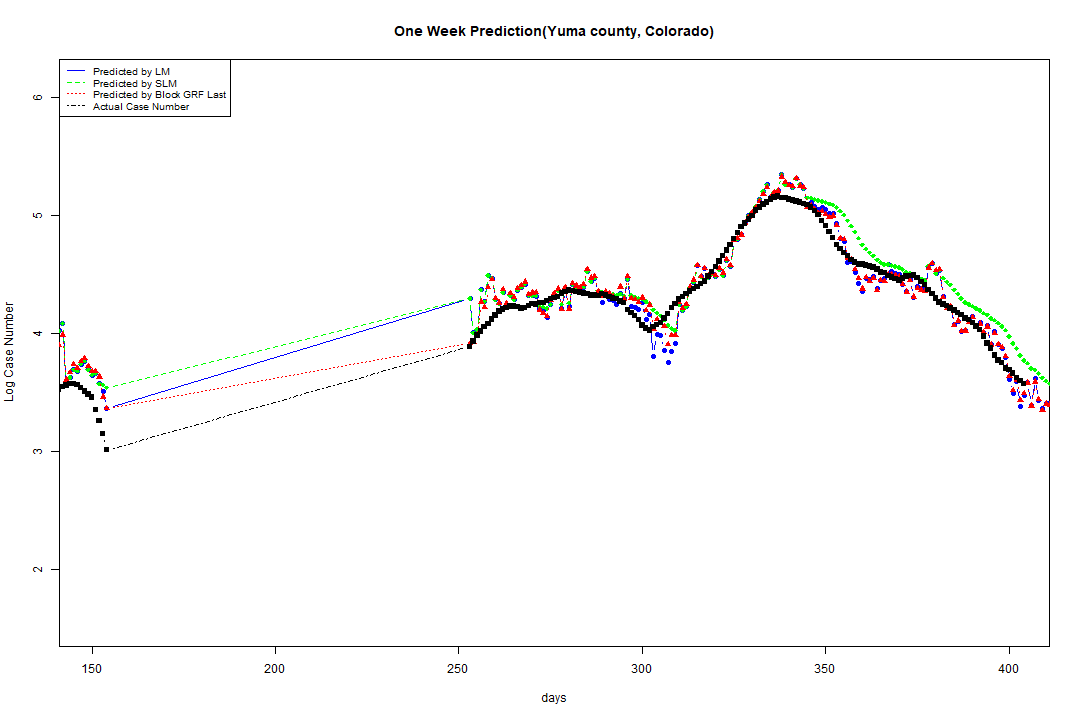 One Week Prediction(Yuma county, Colorado)
Predicted by LM
Predicted by SLM
Predicted by Block GRF Last
Actual Case Number
Log Case Number
6
5
4
3
2
150 200 250 300 350 400
days